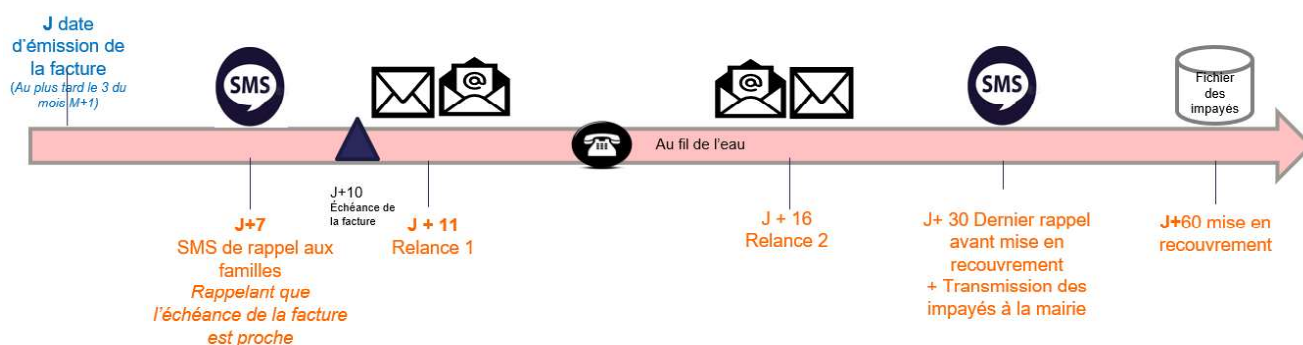 J date
d'émission de
la facture
(Au plus tard le 3 du
mois M+1)
SMS
@
@
SMS
Fichier
des
impayés
Au fil de l'eau
J+10
Échéance de
la facture
J+7
SMS de rappel aux
familles
Rappelant que
l'échéance de la facture
est proche
J + 11
Relance 1
J + 16
Relance 2
J+ 30 Dernier rappel
avant mise en
recouvrement
+ Transmission des
impayés à la mairie
J+60 mise en
recouvrement